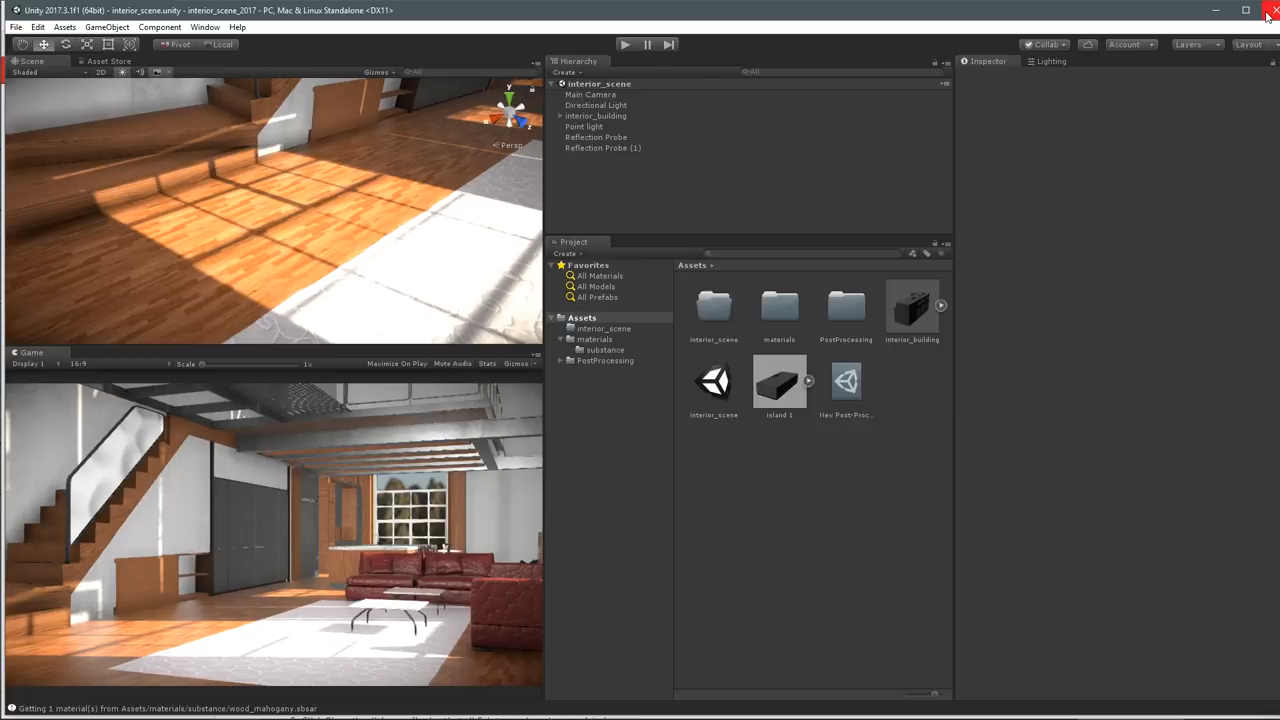 Unity 2017.3.1f1 (64bit) - interior_scene.unity - interior_scene_2017 - PC, Mac & Linux Standalone <DX11>
File Edit Assets GameObject Component Window Help
Pivot Local Collab Account Layers Layout
Scene Asset Store
Shaded 2D Gizmos All
y
x
z
Persp
Game
Display 1 16:9 Scale 1x Maximize On Play Mute Audio Stats Gizmos
Hierarchy
Create All
interior_scene
Main Camera
Directional Light
interior_building
Point light
Reflection Probe
Reflection Probe (1)
Project
Create
Favorites
All Materials
All Models
All Prefabs
Assets
interior_scene
materials
substance
PostProcessing
Assets
interior_scene materials PostProcessing interior_building
interior_scene island 1 New Post-Proc...
Inspector Lighting
Getting 1 material(s) from Assets/materials/substance/wood_mahogany.sbsar